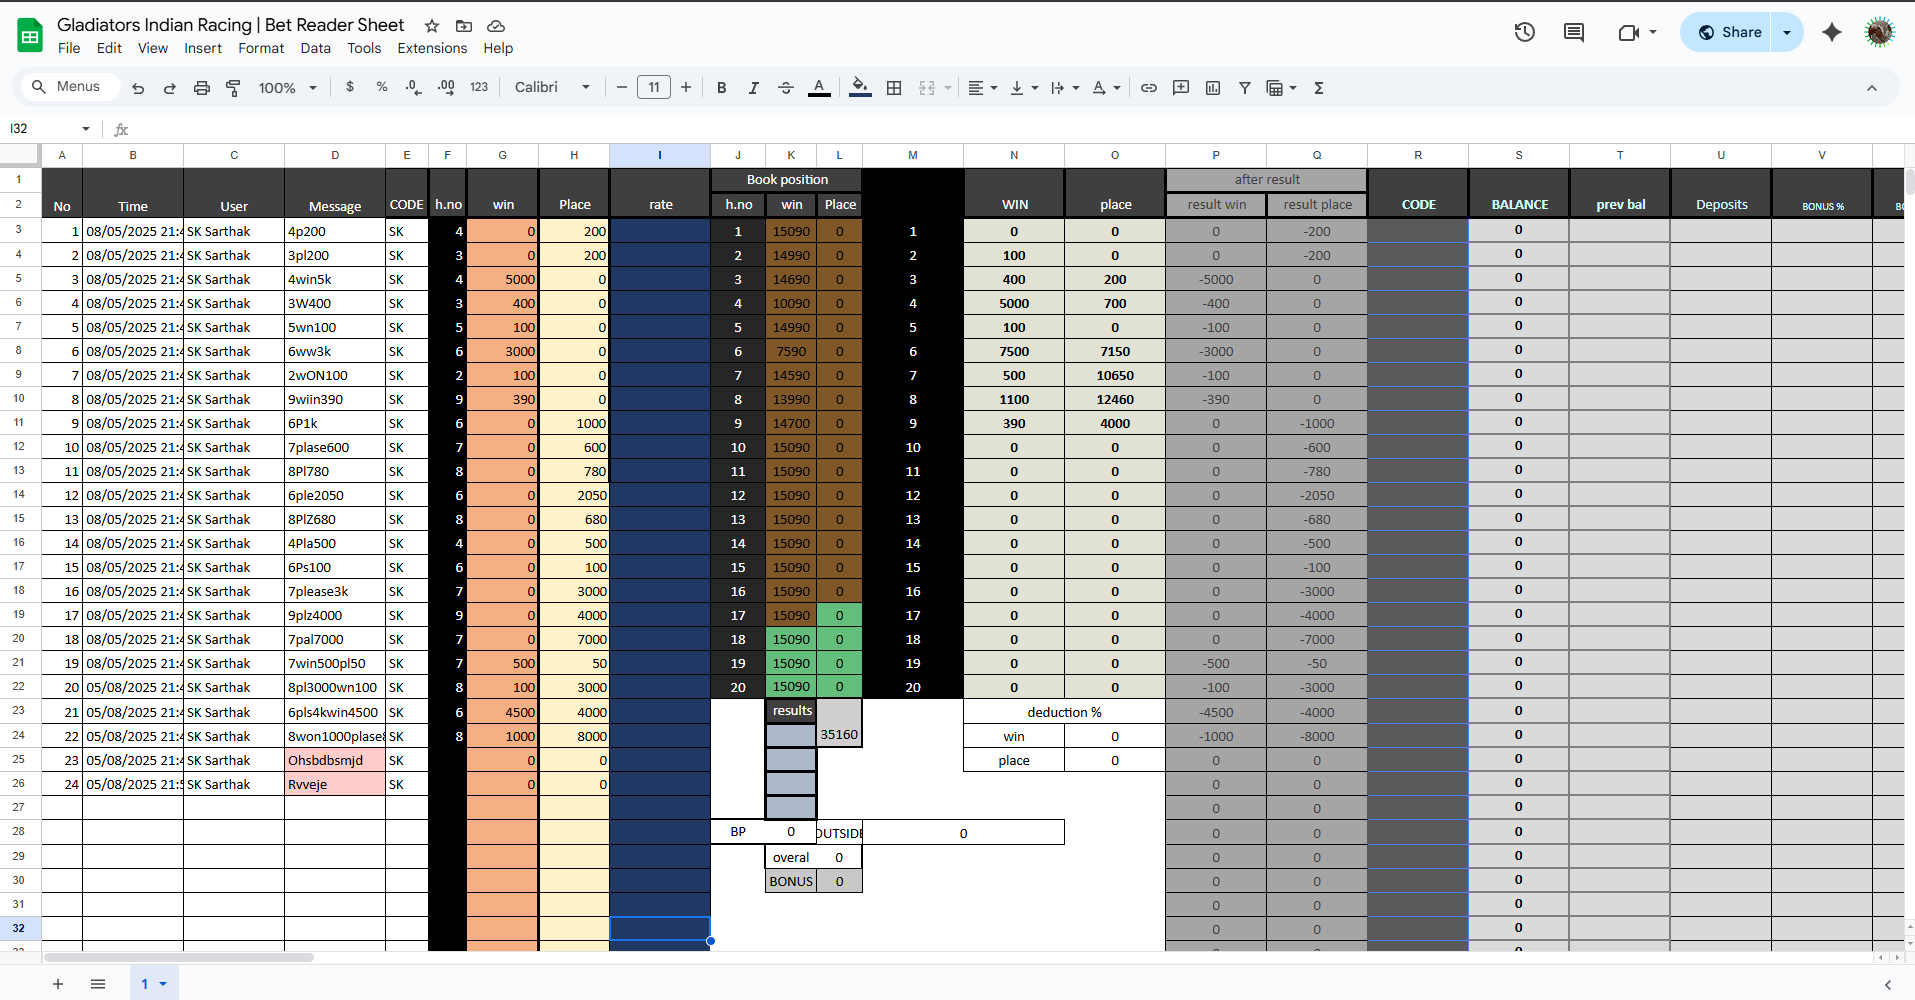 Gladiators Indian Racing | Bet Reader Sheet
File Edit View Insert Format Data Tools Extensions Help
Share
Menus 100% $ % .0 .00 123 Calibri 11 B I S A Σ
I32 fx
A B C D E F G H I J K L M N O P Q R S T U V
1 Book position after result
2 No Time User Message CODE h.no win Place rate h.no win Place WIN place result win result place CODE BALANCE prev bal Deposits BONUS %
3 1 08/05/2025 21:4 SK Sarthak 4p200 SK 4 0 200 1 15090 0 1 0 0 0 -200 0
4 2 08/05/2025 21:4 SK Sarthak 3pl200 SK 3 0 200 2 14990 0 2 100 0 0 -200 0
5 3 08/05/2025 21:4 SK Sarthak 4win5k SK 4 5000 0 3 14690 0 3 400 200 -5000 0 0
6 4 08/05/2025 21:4 SK Sarthak 3W400 SK 3 400 0 4 10090 0 4 5000 700 -400 0 0
7 5 08/05/2025 21:4 SK Sarthak 5wn100 SK 5 100 0 5 14990 0 5 100 0 -100 0 0
8 6 08/05/2025 21:4 SK Sarthak 6ww3k SK 6 3000 0 6 7590 0 6 7500 7150 -3000 0 0
9 7 08/05/2025 21:4 SK Sarthak 2wON100 SK 2 100 0 7 14590 0 7 500 10650 -100 0 0
10 8 08/05/2025 21:4 SK Sarthak 9wiin390 SK 9 390 0 8 13990 0 8 1100 12460 -390 0 0
11 9 08/05/2025 21:4 SK Sarthak 6P1k SK 6 0 1000 9 14700 0 9 390 4000 0 -1000 0
12 10 08/05/2025 21:4 SK Sarthak 7plase600 SK 7 0 600 10 15090 0 10 0 0 0 -600 0
13 11 08/05/2025 21:4 SK Sarthak 8Pl780 SK 8 0 780 11 15090 0 11 0 0 0 -780 0
14 12 08/05/2025 21:4 SK Sarthak 6ple2050 SK 6 0 2050 12 15090 0 12 0 0 0 -2050 0
15 13 08/05/2025 21:4 SK Sarthak 8PlZ680 SK 8 0 680 13 15090 0 13 0 0 0 -680 0
16 14 08/05/2025 21:4 SK Sarthak 4Pla500 SK 4 0 500 14 15090 0 14 0 0 0 -500 0
17 15 08/05/2025 21:4 SK Sarthak 6Ps100 SK 6 0 100 15 15090 0 15 0 0 0 -100 0
18 16 08/05/2025 21:4 SK Sarthak 7please3k SK 7 0 3000 16 15090 0 16 0 0 0 -3000 0
19 17 08/05/2025 21:4 SK Sarthak 9plz4000 SK 9 0 4000 17 15090 0 17 0 0 0 -4000 0
20 18 08/05/2025 21:4 SK Sarthak 7pal7000 SK 7 0 7000 18 15090 0 18 0 0 0 -7000 0
21 19 08/05/2025 21:4 SK Sarthak 7win500pl50 SK 7 500 50 19 15090 0 19 0 0 -500 -50 0
22 20 05/08/2025 21:4 SK Sarthak 8pl3000wn100 SK 8 100 3000 20 15090 0 20 0 0 -100 -3000 0
23 21 05/08/2025 21:4 SK Sarthak 6pls4kwin4500 SK 6 4500 4000 results deduction % -4500 -4000 0
24 22 05/08/2025 21:4 SK Sarthak 8won1000plase8 SK 8 1000 8000 35160 win 0 -1000 -8000 0
25 23 05/08/2025 21:4 SK Sarthak Ohsbdbsmjd SK 0 0 place 0 0 0 0
26 24 05/08/2025 21:5 SK Sarthak Rvveje SK 0 0 0 0 0
27 0 0 0
28 BP 0 OUTSIDE 0 0 0 0
29 overal 0 0 0 0
30 BONUS 0 0 0 0
31 0 0 0
32 0 0 0
1